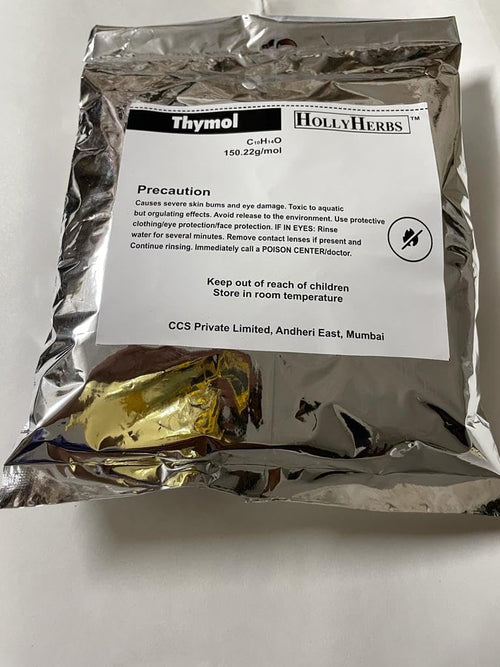 Thymol
HOLLYHERBS™
C₁₀H₁₄O
150.22g/mol
Precaution
Causes severe skin burns and eye damage. Toxic to aquatic
but orgulating effects. Avoid release to the environment. Use protective
clothing/eye protection/face protection. IF IN EYES: Rinse
water for several minutes. Remove contact lenses if present and
Continue rinsing. Immediately call a POISON CENTER/doctor.
Keep out of reach of children
Store in room temperature
CCS Private Limited, Andheri East, Mumbai